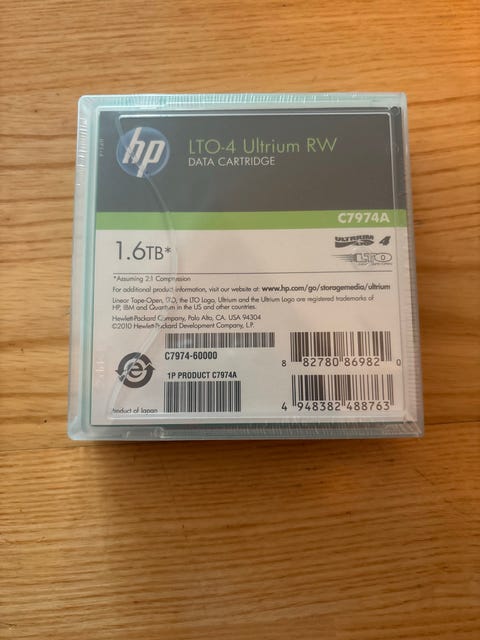 hp
LTO-4 Ultrium RW
DATA CARTRIDGE
C7974A
1.6TB*
ULTRIUM 4
LTO
*Assuming 2:1 Compression
For additional product information, visit our website at: www.hp.com/go/storagemedia/ultrium
Linear Tape-Open, LTO, the LTO Logo, Ultrium and the Ultrium Logo are registered trademarks of
HP, IBM and Quantum in the US and other countries.
Hewlett-Packard Company, Palo Alto, CA. USA 94304
©2010 Hewlett-Packard Development Company, L.P.
C7974-60000
1P PRODUCT C7974A
8 82780 86982 0
4 948382 488763
Product of Japan